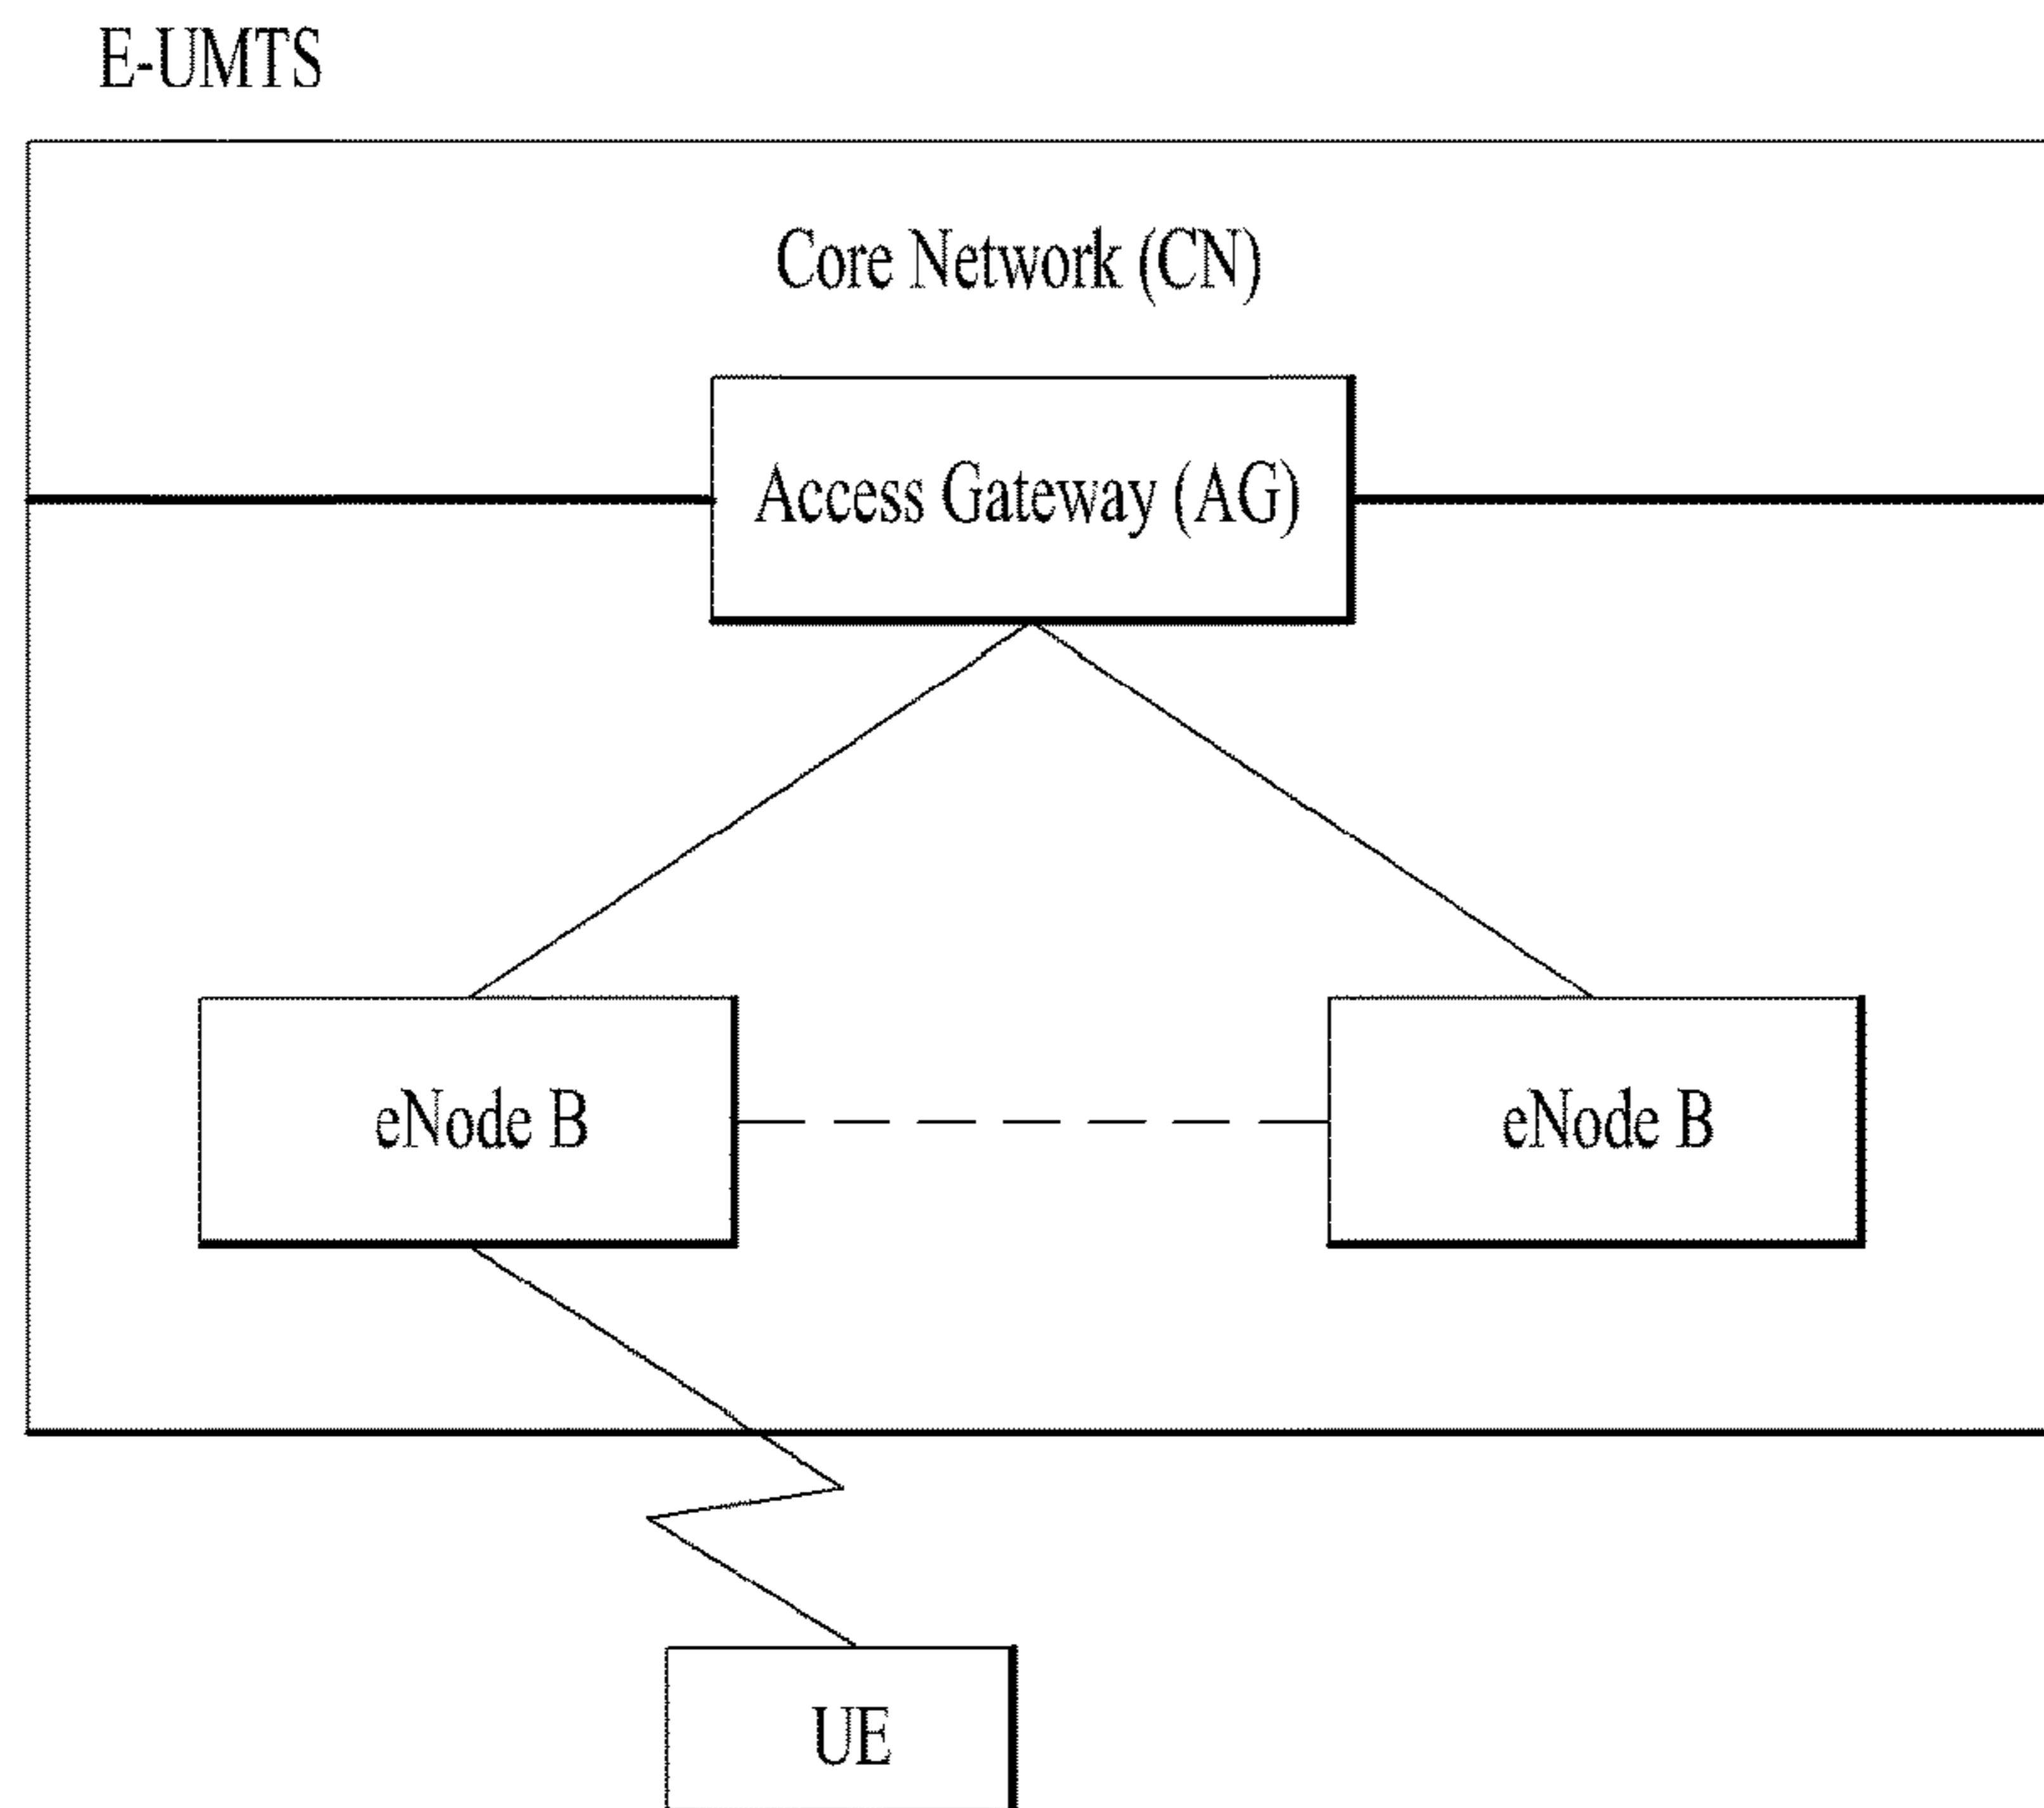 E-UMTS
Core Network (CN)
Access Gateway (AG)
eNode B
eNode B
UE